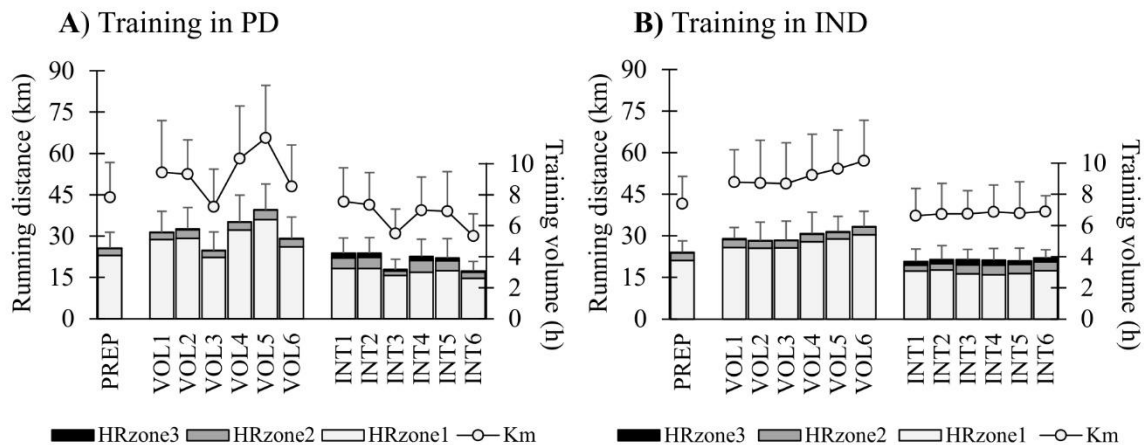 A) Training in PD
Running distance (km)
90
75
60
45
30
15
0
10
8
6
4
2
0
Training volume (h)
PREP
VOL1
VOL2
VOL3
VOL4
VOL5
VOL6
INT1
INT2
INT3
INT4
INT5
INT6
HRzone3 HRzone2 HRzone1 Km
B) Training in IND
Running distance (km)
90
75
60
45
30
15
0
10
8
6
4
2
0
Training volume (h)
PREP
VOL1
VOL2
VOL3
VOL4
VOL5
VOL6
INT1
INT2
INT3
INT4
INT5
INT6
HRzone3 HRzone2 HRzone1 Km